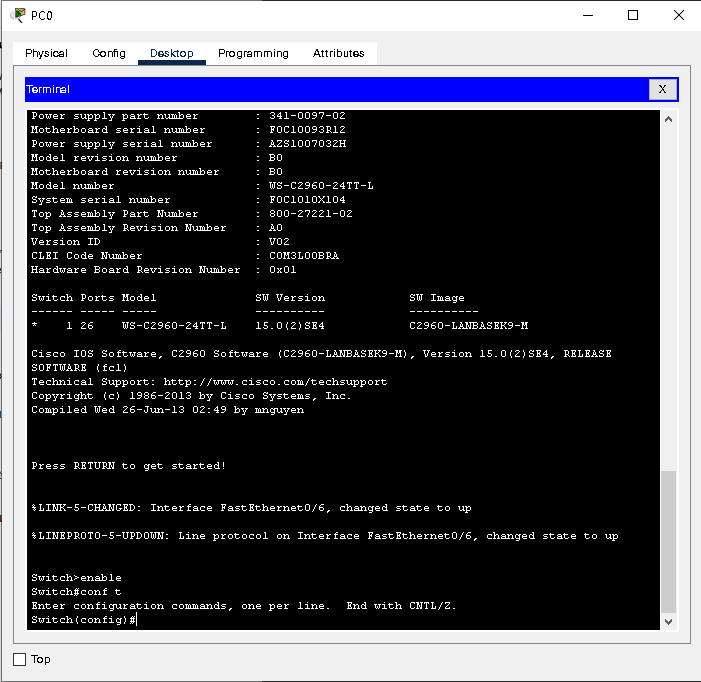 PC0
Physical Config Desktop Programming Attributes
Terminal X
Power supply part number : 341-0097-02
Motherboard serial number : FOC10093R12
Power supply serial number : AZS1007032H
Model revision number : B0
Motherboard revision number : B0
Model number : WS-C2960-24TT-L
System serial number : FOC1010X104
Top Assembly Part Number : 800-27221-02
Top Assembly Revision Number : A0
Version ID : V02
CLEI Code Number : COM3L00BRA
Hardware Board Revision Number : 0x01
Switch Ports Model SW Version SW Image
------ ----- ----- ---------- ----------
* 1 26 WS-C2960-24TT-L 15.0(2)SE4 C2960-LANBASEK9-M
Cisco IOS Software, C2960 Software (C2960-LANBASEK9-M), Version 15.0(2)SE4, RELEASE
SOFTWARE (fc1)
Technical Support: http://www.cisco.com/techsupport
Copyright (c) 1986-2013 by Cisco Systems, Inc.
Compiled Wed 26-Jun-13 02:49 by mnguyen
Press RETURN to get started!
%LINK-5-CHANGED: Interface FastEthernet0/6, changed state to up
%LINEPROTO-5-UPDOWN: Line protocol on Interface FastEthernet0/6, changed state to up
Switch>enable
Switch#conf t
Enter configuration commands, one per line. End with CNTL/Z.
Switch(config)#
Top